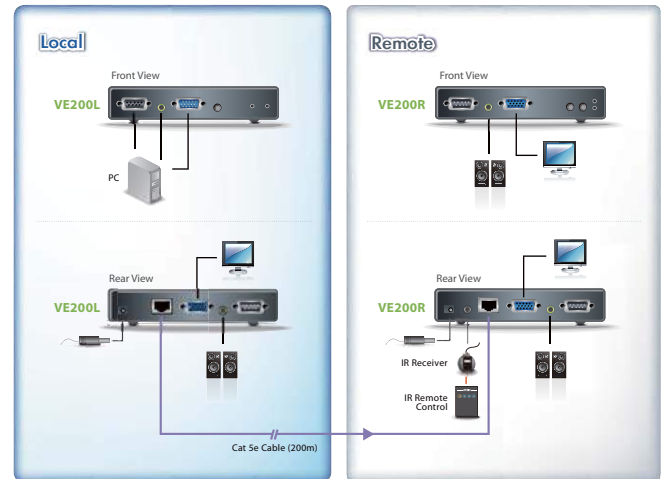 Local
Front View
VE200L
PC
Rear View
VE200L
Cat 5e Cable (200m)
Remote
Front View
VE200R
Rear View
VE200R
IR Receiver
IR Remote
Control